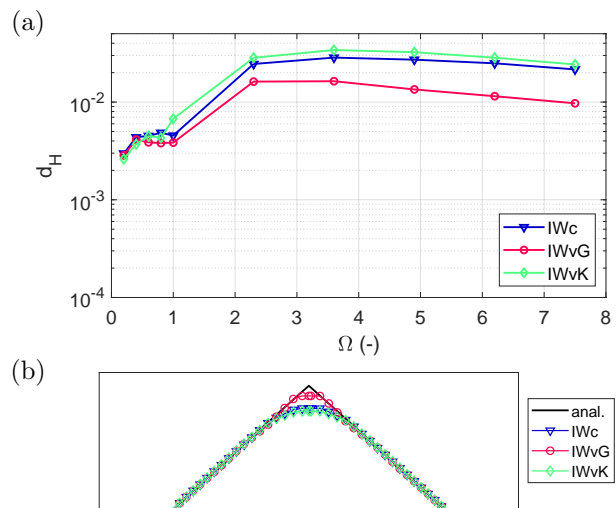 (a)
10^-2
10^-3
10^-4
d_H
0 1 2 3 4 5 6 7 8
Ω (-)
IWc
IWvG
IWvK
(b)
anal.
IWc
IWvG
IWvK